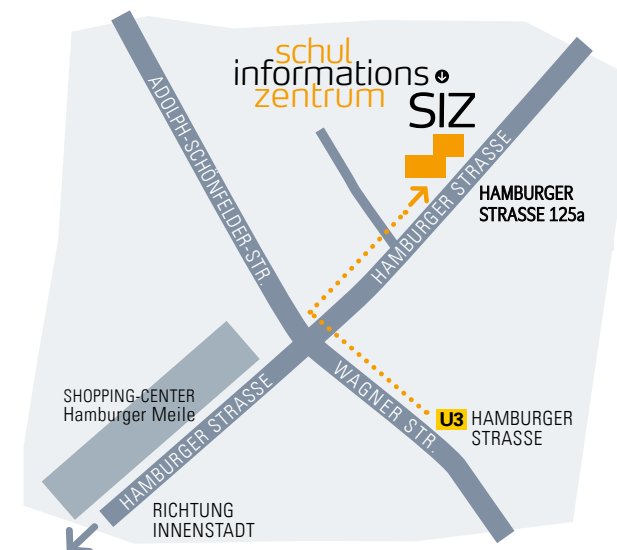 schul
informations
zentrum
SIZ
ADOLPH-SCHÖNFELDER-STR.
HAMBURGER STRASSE
HAMBURGER
STRASSE 125a
SHOPPING-CENTER
Hamburger Meile
HAMBURGER STRASSE
WAGNER STR.
U3 HAMBURGER
STRASSE
RICHTUNG
INNENSTADT